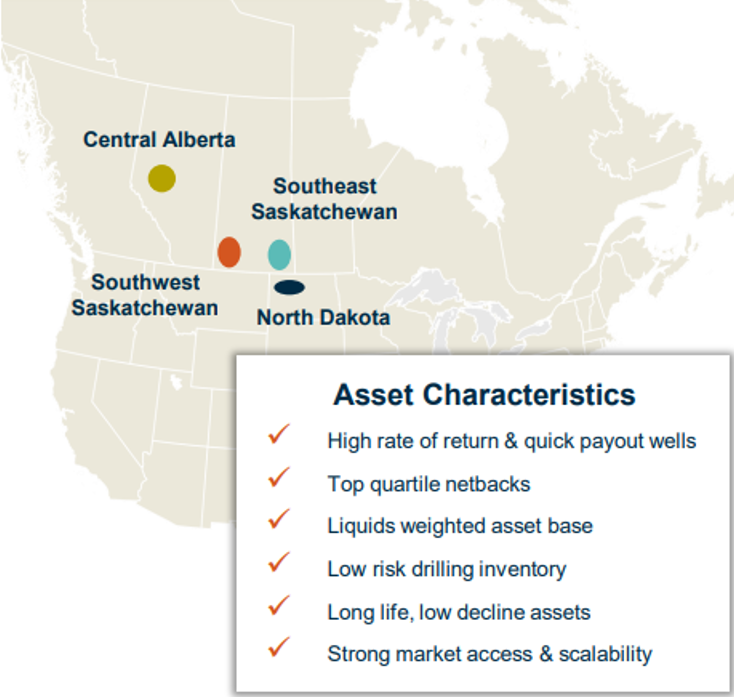 Central Alberta
Southeast
Saskatchewan
Southwest
Saskatchewan
North Dakota
Asset Characteristics
High rate of return & quick payout wells
Top quartile netbacks
Liquids weighted asset base
Low risk drilling inventory
Long life, low decline assets
Strong market access & scalability